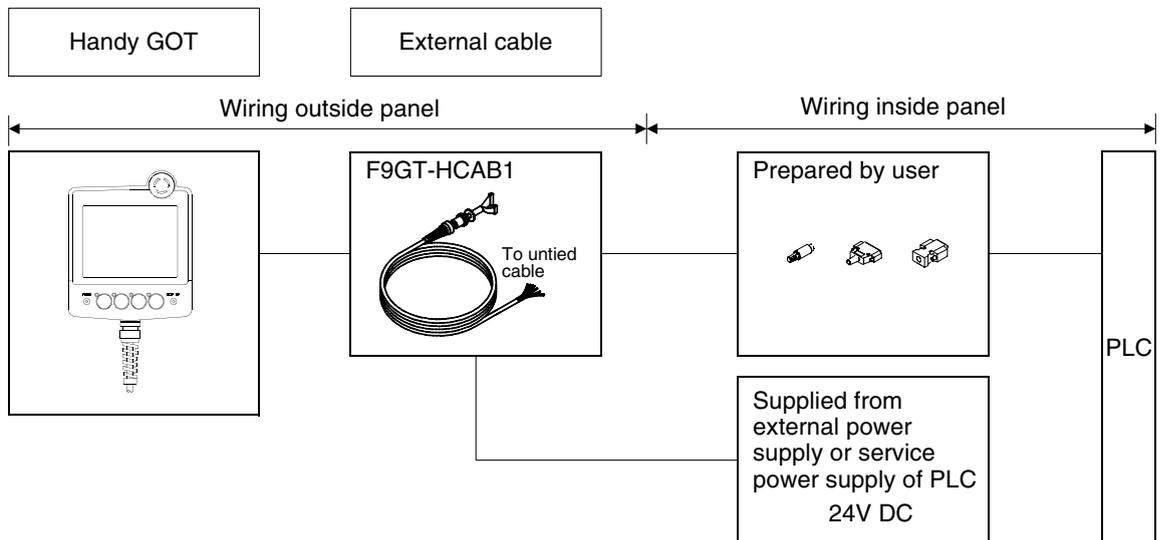 Handy GOT
External cable
Wiring outside panel
Wiring inside panel
F9GT-HCAB1
To untied
cable
Prepared by user
PLC
Supplied from
external power
supply or service
power supply of PLC
24V DC